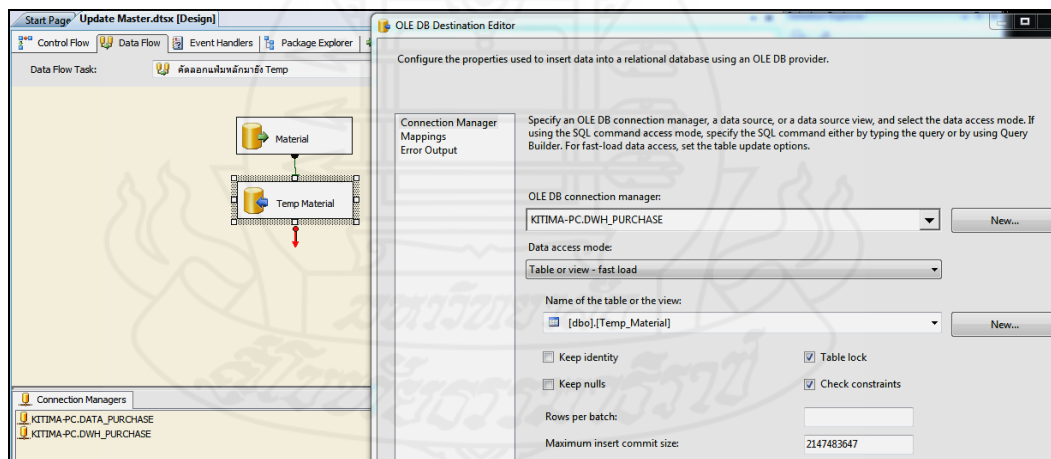 Start Page Update Master.dtsx [Design]
Control Flow Data Flow Event Handlers Package Explorer
Data Flow Task: คัดลอกแฟ้มหลักมายัง Temp
Material
Temp Material
Connection Managers
KITIMA-PC.DATA_PURCHASE
KITIMA-PC.DWH_PURCHASE
OLE DB Destination Editor
Configure the properties used to insert data into a relational database using an OLE DB provider.
Connection Manager
Mappings
Error Output
Specify an OLE DB connection manager, a data source, or a data source view, and select the data access mode. If
using the SQL command access mode, specify the SQL command either by typing the query or by using Query
Builder. For fast-load data access, set the table update options.
OLE DB connection manager:
KITIMA-PC.DWH_PURCHASE New...
Data access mode:
Table or view - fast load
Name of the table or the view:
[dbo].[Temp_Material] New...
Keep identity Table lock
Keep nulls Check constraints
Rows per batch:
Maximum insert commit size: 2147483647